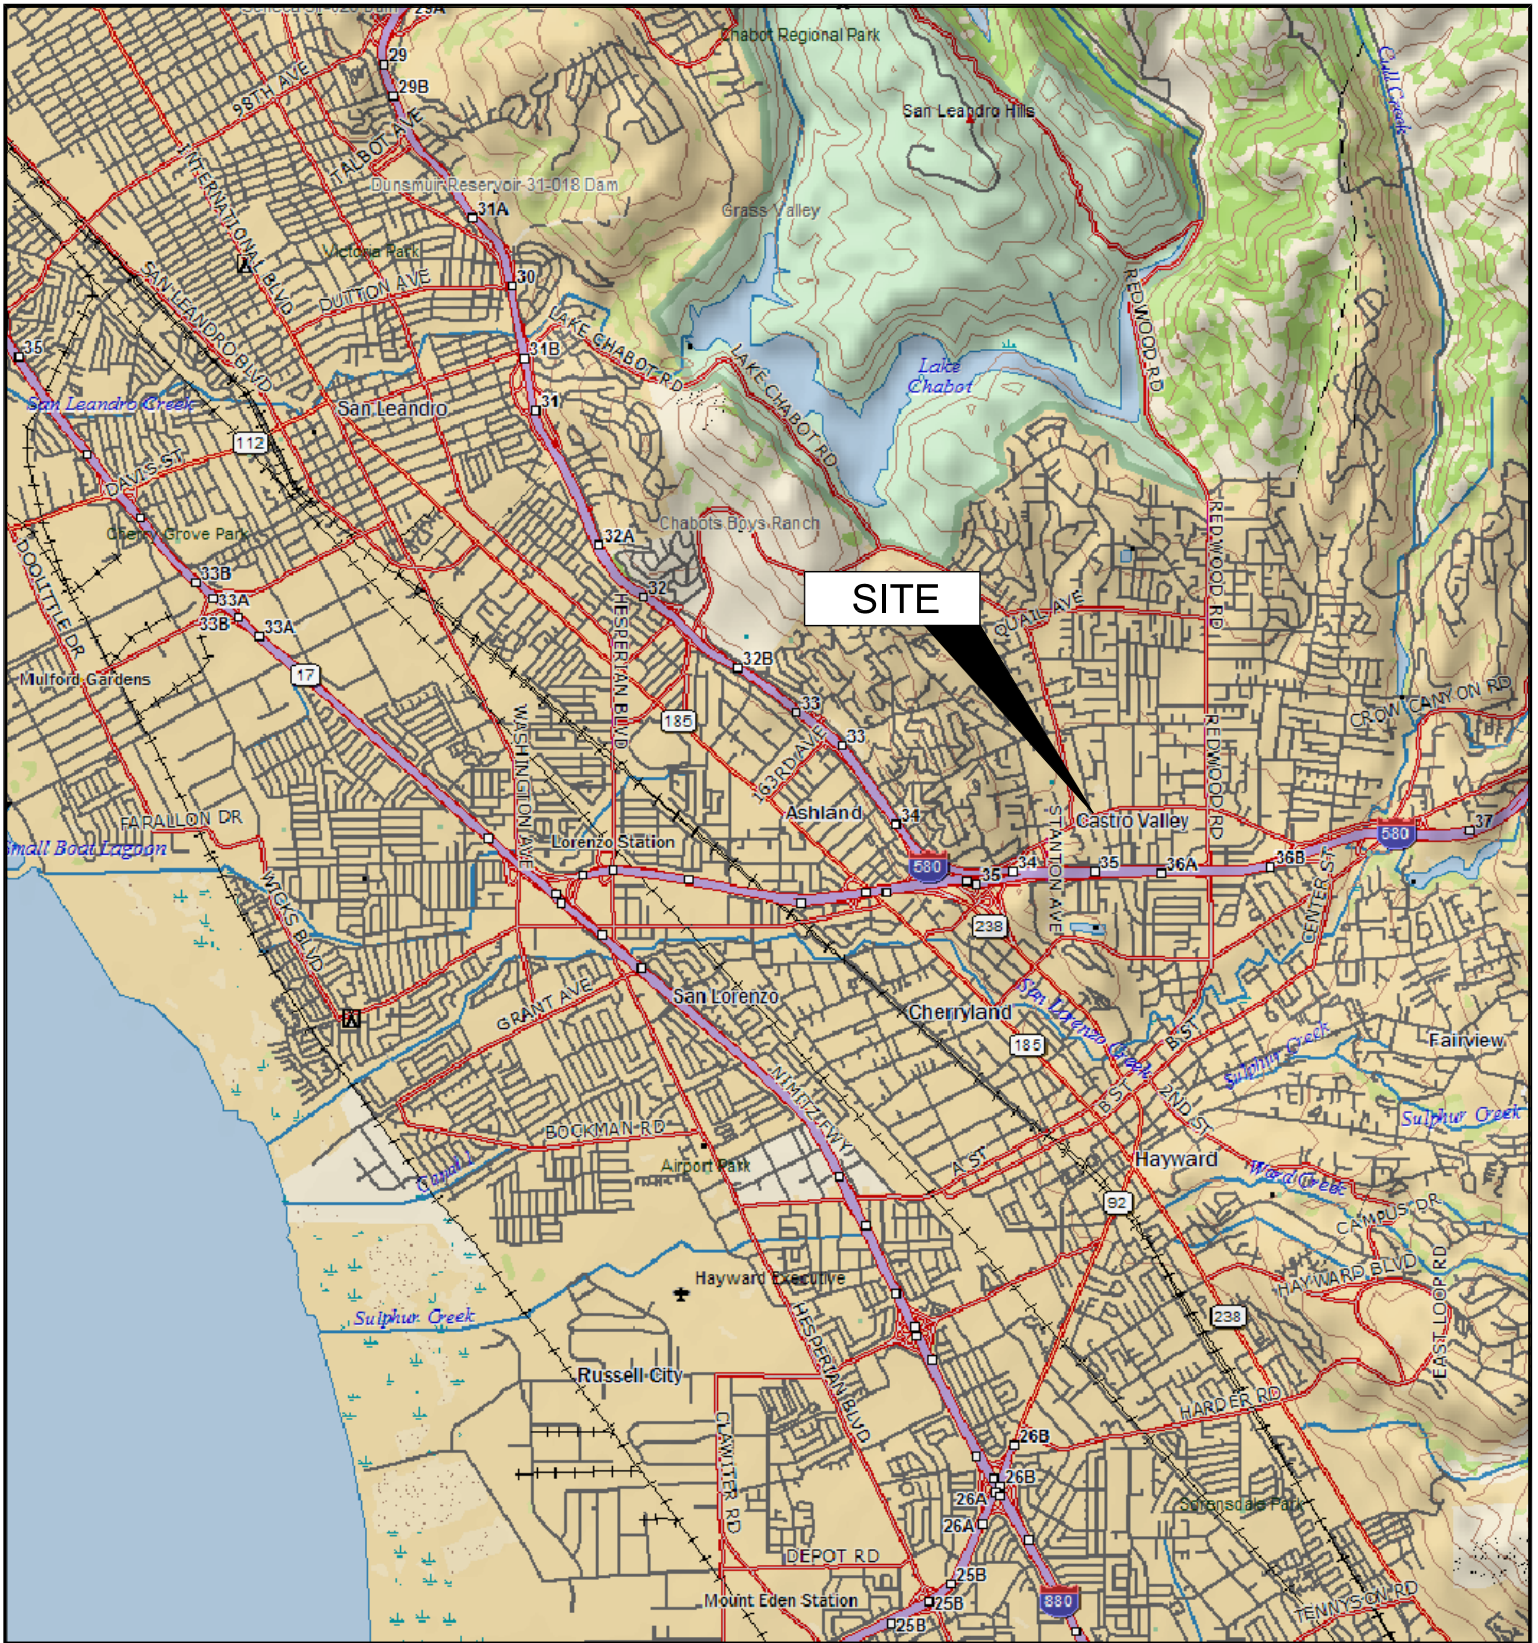 29A
Chabot Regional Park
29
29B
98TH AVE
TALBOT AVE
San Leandro Hills
Cull Creek
INTERNATIONAL BLVD
Dunsmuir Reservoir 31-018 Dam
31A
Grass Valley
Victoria Park
30
DUTTON AVE
SAN LEANDRO BLVD
REDWOOD RD
LAKE CHABOT RD
35
31B
LAKE CHABOT RD
Lake
Chabot
San Leandro Creek
San Leandro
31
112
DAVIS ST
Chabots Boys Ranch
Cherry Grove Park
32A
REDWOOD RD
DOOLITTLE DR
33B
33A
33B
33A
32
HESPERIAN BLVD
SITE
QUAIL AVE
Mulford Gardens
17
32B
185
33
33
CROW CANYON RD
WASHINGTON AVE
163RD AVE
REDWOOD RD
FARALLON DR
Ashland
34
STANTON AVE
Castro Valley
37
580
Small Boat Lagoon
Lorenzo Station
580
35
34
35
36A
36B
WICKS BLVD
238
CENTER ST
San Lorenzo
GRANT AVE
San Lorenzo Creek
Cherryland
185
B ST
Sulphur Creek
Fairview
NIMITZ FWY
B ST
2ND ST
Sulphur Creek
BOCKMAN RD
Airport Park
A ST
Hayward
Ward Creek
Canal 1
92
CAMPUS DR
Hayward Executive
HAYWARD BLVD
EAST LOOP RD
Sulphur Creek
HESPERIAN BLVD
238
Russell City
HARDER RD
CLAWITER RD
26B
26B
26A
26A
Sorensdale Park
DEPOT RD
25B
Mount Eden Station
25B
880
25B
TENNYSON RD